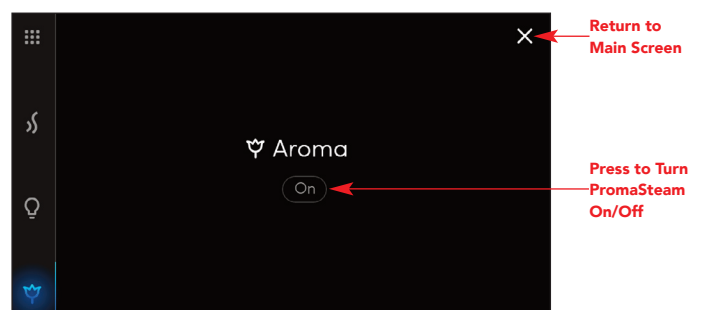 Return to
Main Screen
Aroma
On
Press to Turn
PromaSteam
On/Off